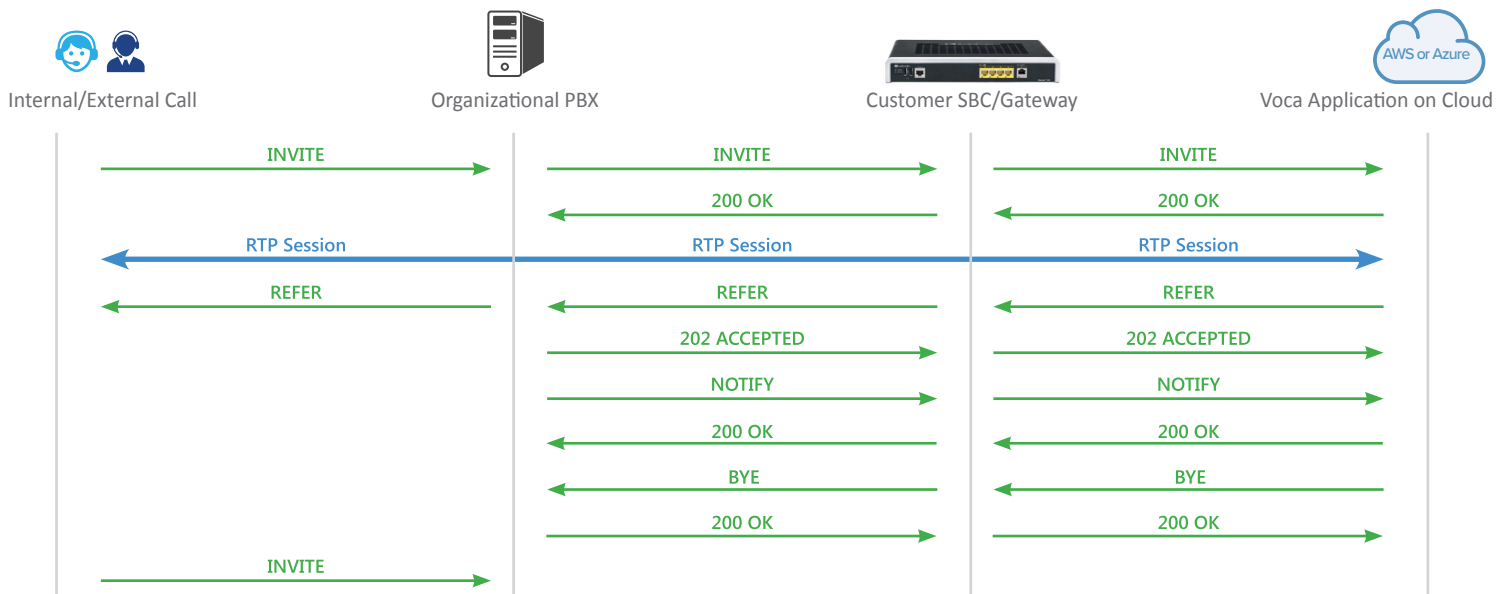 AWS or Azure
Internal/External Call
Organizational PBX
Customer SBC/Gateway
Voca Application on Cloud
INVITE
INVITE
INVITE
200 OK
200 OK
RTP Session
RTP Session
RTP Session
REFER
REFER
REFER
202 ACCEPTED
202 ACCEPTED
NOTIFY
NOTIFY
200 OK
200 OK
BYE
BYE
200 OK
200 OK
INVITE